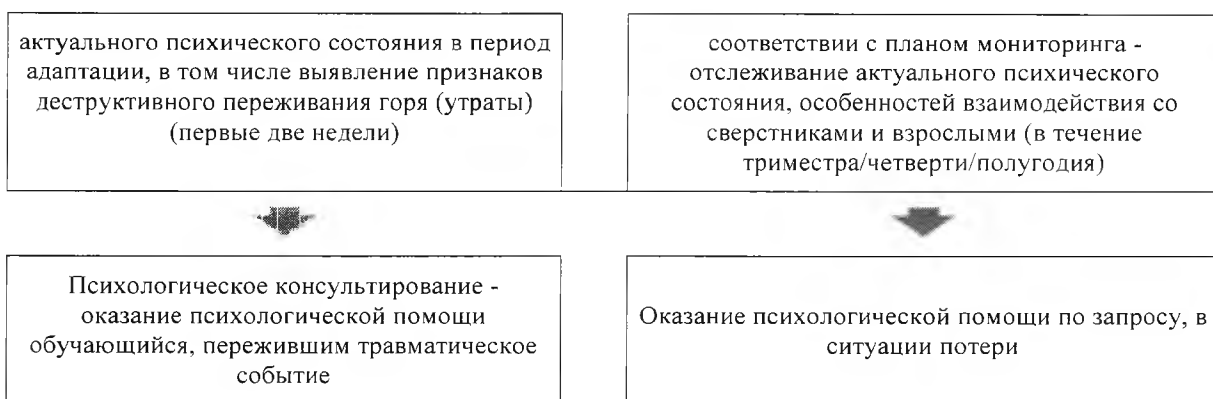 актуального психического состояния в период
адаптации, в том числе выявление признаков
деструктивного переживания горя (утраты)
(первые две недели)
соответствии с планом мониторинга -
отслеживание актуального психического
состояния, особенностей взаимодействия со
сверстниками и взрослыми (в течение
триместра/четверти/полугодия)
Психологическое консультирование -
оказание психологической помощи
обучающийся, пережившим травматическое
событие
Оказание психологической помощи по запросу, в
ситуации потери